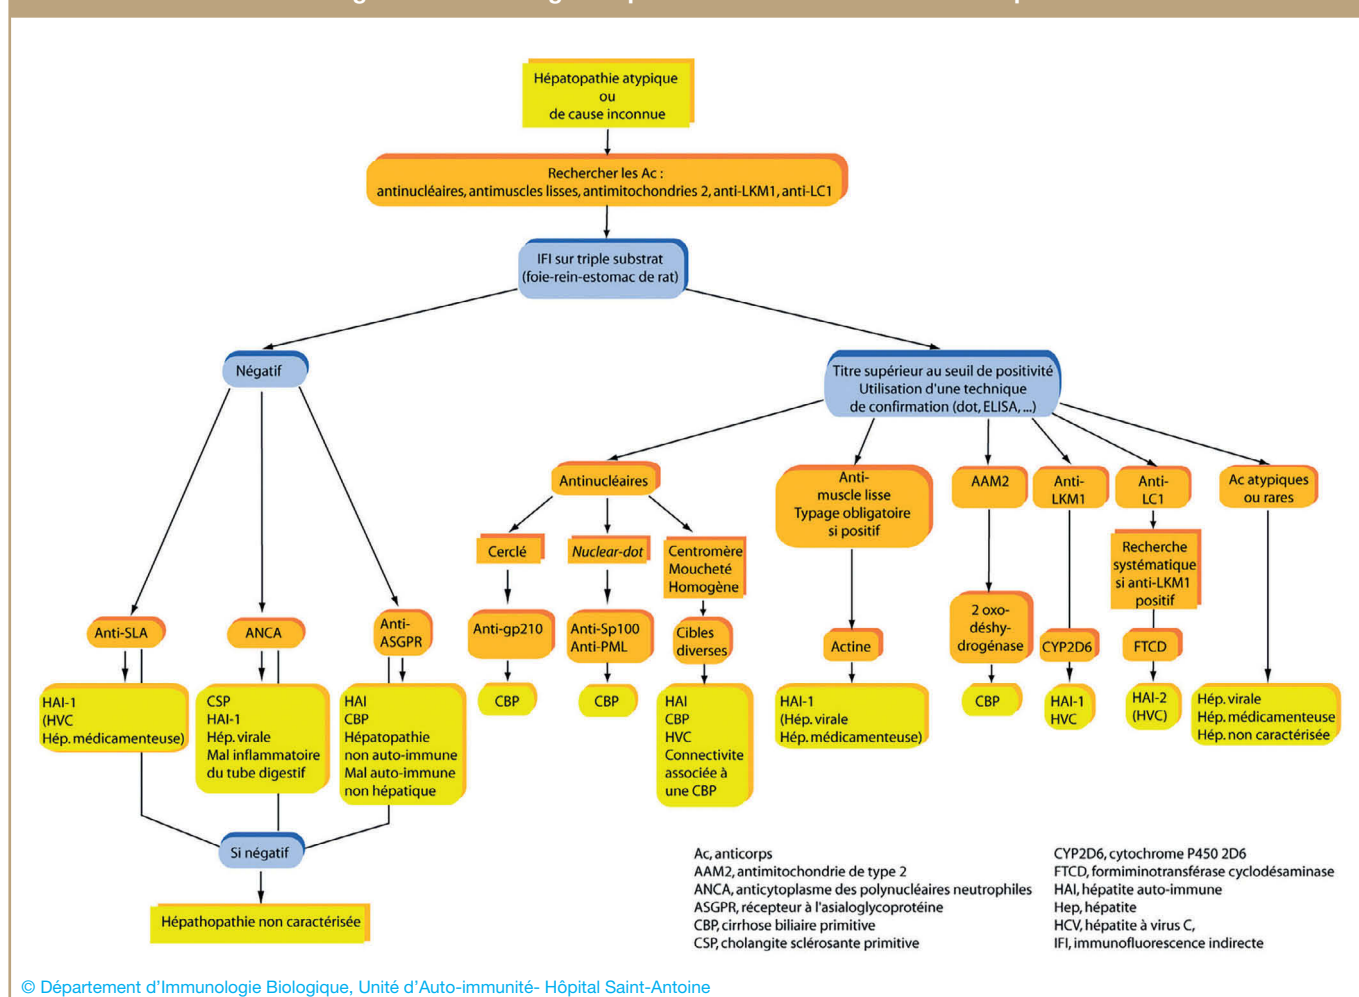 Hépatopathie atypique
ou
de cause inconnue
Rechercher les Ac :
antinucléaires, antimuscles lisses, antimitochondries 2, anti-LKM1, anti-LC1
IFI sur triple substrat
(foie-rein-estomac de rat)
Négatif
Titre supérieur au seuil de positivité
Utilisation d'une technique
de confirmation (dot, ELISA, ...)
Antinucléaires
Anti-
muscle lisse
Typage obligatoire
si positif
AAM2
Anti-
LKM1
Anti-
LC1
Ac atypiques
ou rares
Cerclé
Nuclear-dot
Centromère
Moucheté
Homogène
Recherche
systématique
si anti-LKM1
positif
Anti-SLA
ANCA
Anti-
ASGPR
Anti-gp210
Anti-Sp100
Anti-PML
Cibles
diverses
Actine
2 oxo-
déshy-
drogénase
CYP2D6
FTCD
HAI-1
(HVC
Hép. médicamenteuse)
CSP
HAI-1
Hép. virale
Mal inflammatoire
du tube digestif
HAI
CBP
Hépatopathie
non auto-immune
Mal auto-immune
non hépatique
CBP
CBP
HAI
CBP
HVC
Connectivite
associée à
une CBP
HAI-1
(Hép. virale
Hép. médicamenteuse)
CBP
HAI-1
HVC
HAI-2
(HVC)
Hép. virale
Hép. médicamenteuse
Hép. non caractérisée
Si négatif
Hépathopathie non caractérisée
Ac, anticorps
AAM2, antimitochondrie de type 2
ANCA, anticytoplasme des polynucléaires neutrophiles
ASGPR, récepteur à l'asialoglycoprotéine
CBP, cirrhose biliaire primitive
CSP, cholangite sclérosante primitive
CYP2D6, cytochrome P450 2D6
FTCD, formiminotransférase cyclodésaminase
HAI, hépatite auto-immune
Hep, hépatite
HCV, hépatite à virus C,
IFI, immunofluorescence indirecte
© Département d'Immunologie Biologique, Unité d'Auto-immunité- Hôpital Saint-Antoine